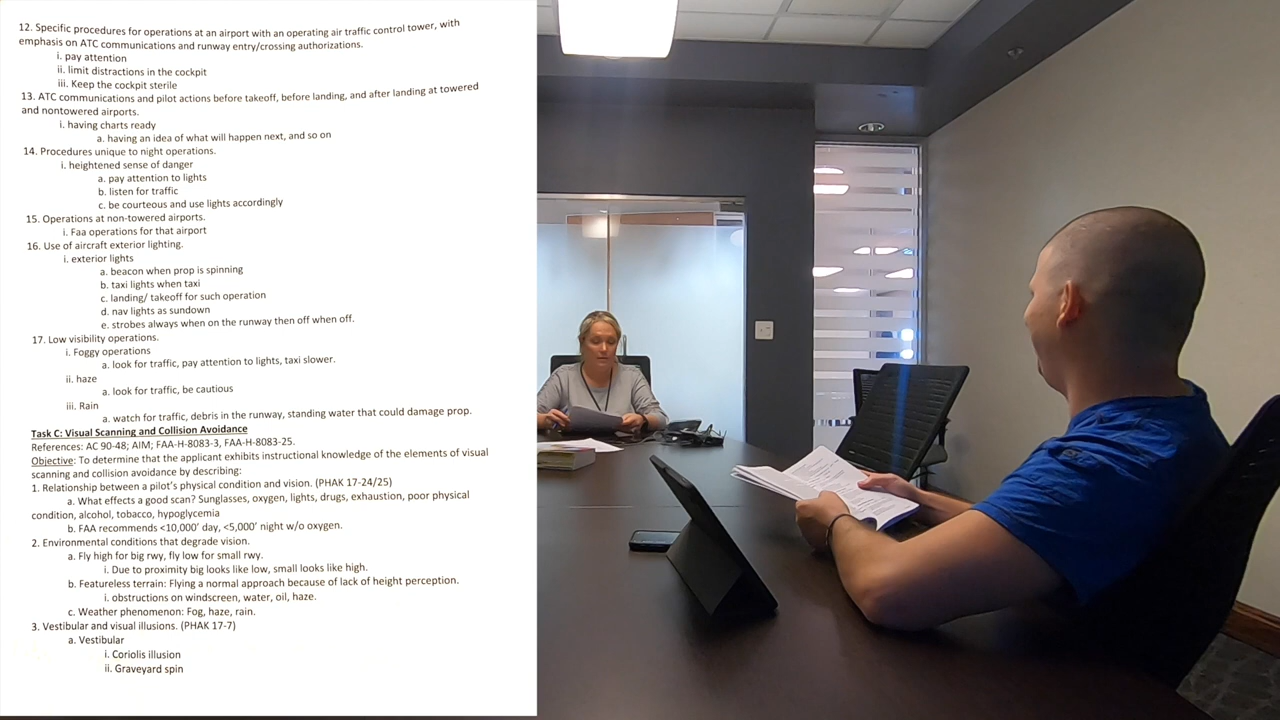 12. Specific procedures for operations at an airport with an operating air traffic control tower, with
emphasis on ATC communications and runway entry/crossing authorizations.
i. pay attention
ii. limit distractions in the cockpit
iii. Keep the cockpit sterile
13. ATC communications and pilot actions before takeoff, before landing, and after landing at towered
and nontowered airports.
i. having charts ready
a. having an idea of what will happen next, and so on
14. Procedures unique to night operations.
i. heightened sense of danger
a. pay attention to lights
b. listen for traffic
c. be courteous and use lights accordingly
15. Operations at non-towered airports.
i. Faa operations for that airport
16. Use of aircraft exterior lighting.
i. exterior lights
a. beacon when prop is spinning
b. taxi lights when taxi
c. landing/ takeoff for such operation
d. nav lights as sundown
e. strobes always when on the runway then off when off.
17. Low visibility operations.
i. Foggy operations
a. look for traffic, pay attention to lights, taxi slower.
ii. haze
a. look for traffic, be cautious
iii. Rain
a. watch for traffic, debris in the runway, standing water that could damage prop.
Task C: Visual Scanning and Collision Avoidance
References: AC 90-48; AIM; FAA-H-8083-3, FAA-H-8083-25.
Objective: To determine that the applicant exhibits instructional knowledge of the elements of visual
scanning and collision avoidance by describing:
1. Relationship between a pilot's physical condition and vision. (PHAK 17-24/25)
a. What effects a good scan? Sunglasses, oxygen, lights, drugs, exhaustion, poor physical
condition, alcohol, tobacco, hypoglycemia
b. FAA recommends <10,000' day, <5,000' night w/o oxygen.
2. Environmental conditions that degrade vision.
a. Fly high for big rwy, fly low for small rwy.
i. Due to proximity big looks like low, small looks like high.
b. Featureless terrain: Flying a normal approach because of lack of height perception.
i. obstructions on windscreen, water, oil, haze.
c. Weather phenomenon: Fog, haze, rain.
3. Vestibular and visual illusions. (PHAK 17-7)
a. Vestibular
i. Coriolis illusion
ii. Graveyard spin